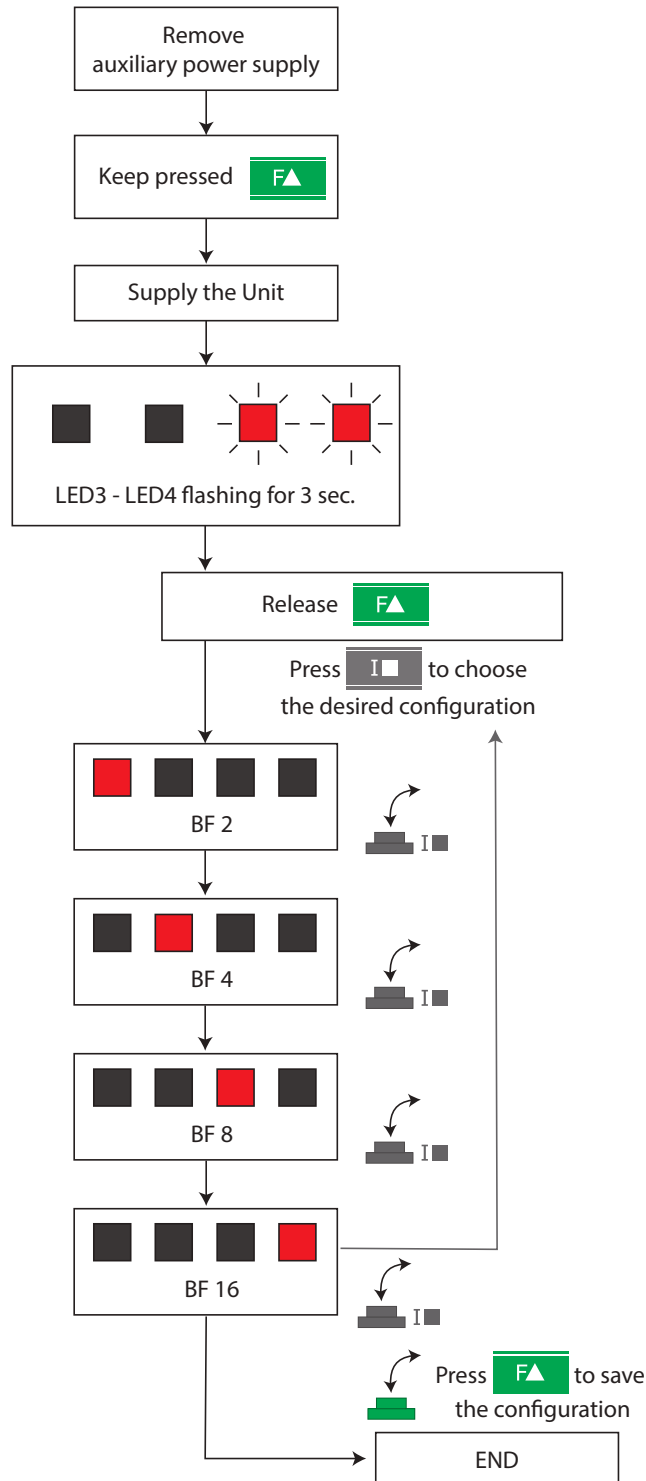 Remove
auxiliary power supply
Keep pressed F▲
Supply the Unit
LED3 - LED4 flashing for 3 sec.
Release F▲
Press I■ to choose
the desired configuration
BF 2
I■
BF 4
I■
BF 8
I■
BF 16
I■
Press F▲ to save
the configuration
END